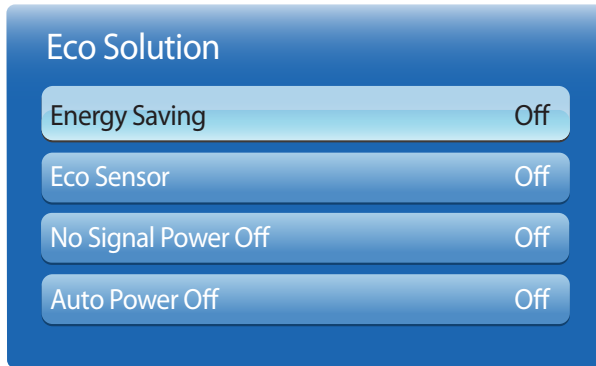 Eco Solution
Energy Saving Off
Eco Sensor Off
No Signal Power Off Off
Auto Power Off Off